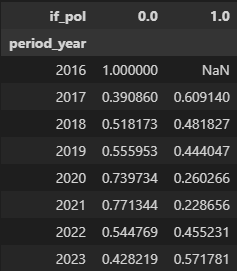 if_pol 0.0 1.0
period_year
2016 1.000000 NaN
2017 0.390860 0.609140
2018 0.518173 0.481827
2019 0.555953 0.444047
2020 0.739734 0.260266
2021 0.771344 0.228656
2022 0.544769 0.455231
2023 0.428219 0.571781